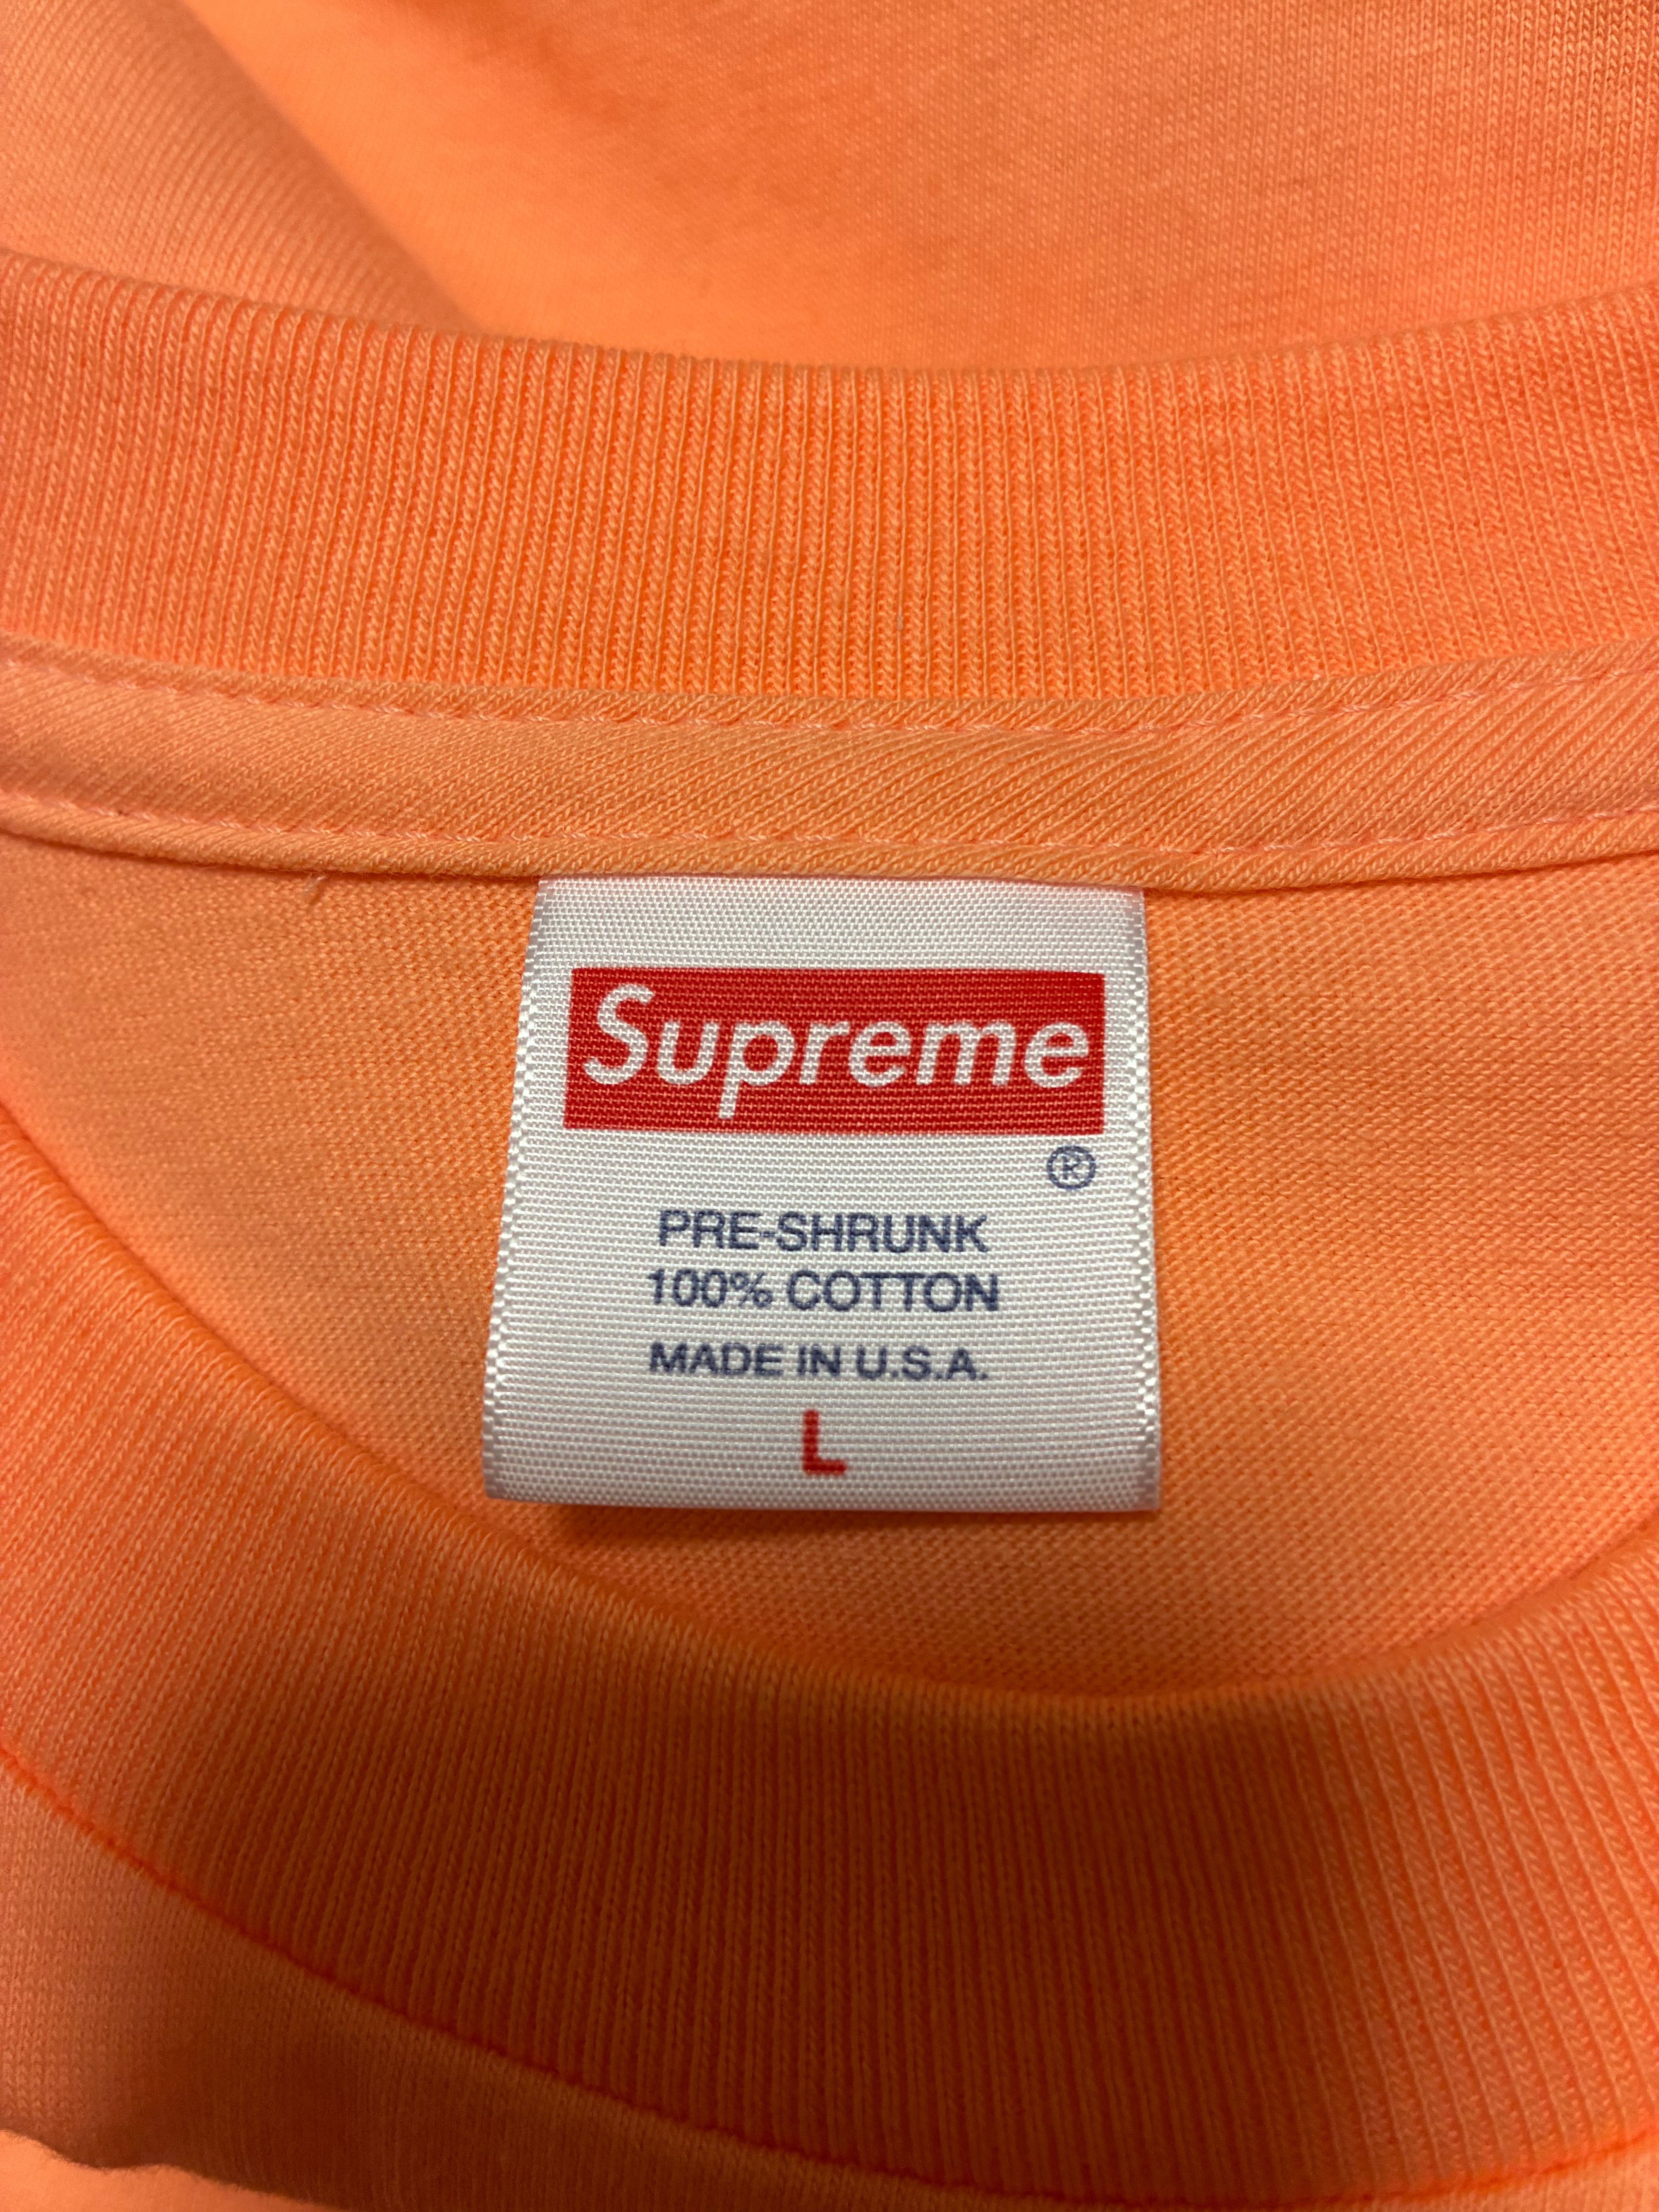 Supreme
®
PRE-SHRUNK
100% COTTON
MADE IN U.S.A.
L